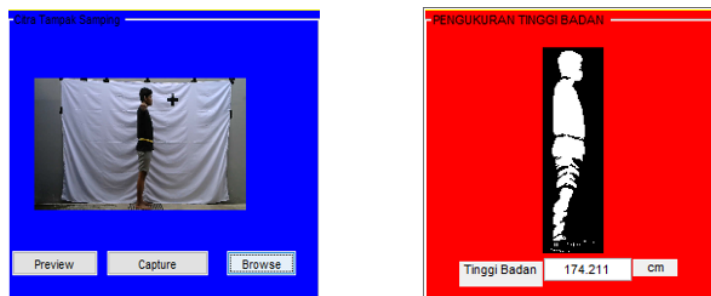 Citra Tampak Samping
Preview
Capture
Browse
PENGUKURAN TINGGI BADAN
Tinggi Badan
174.211
cm